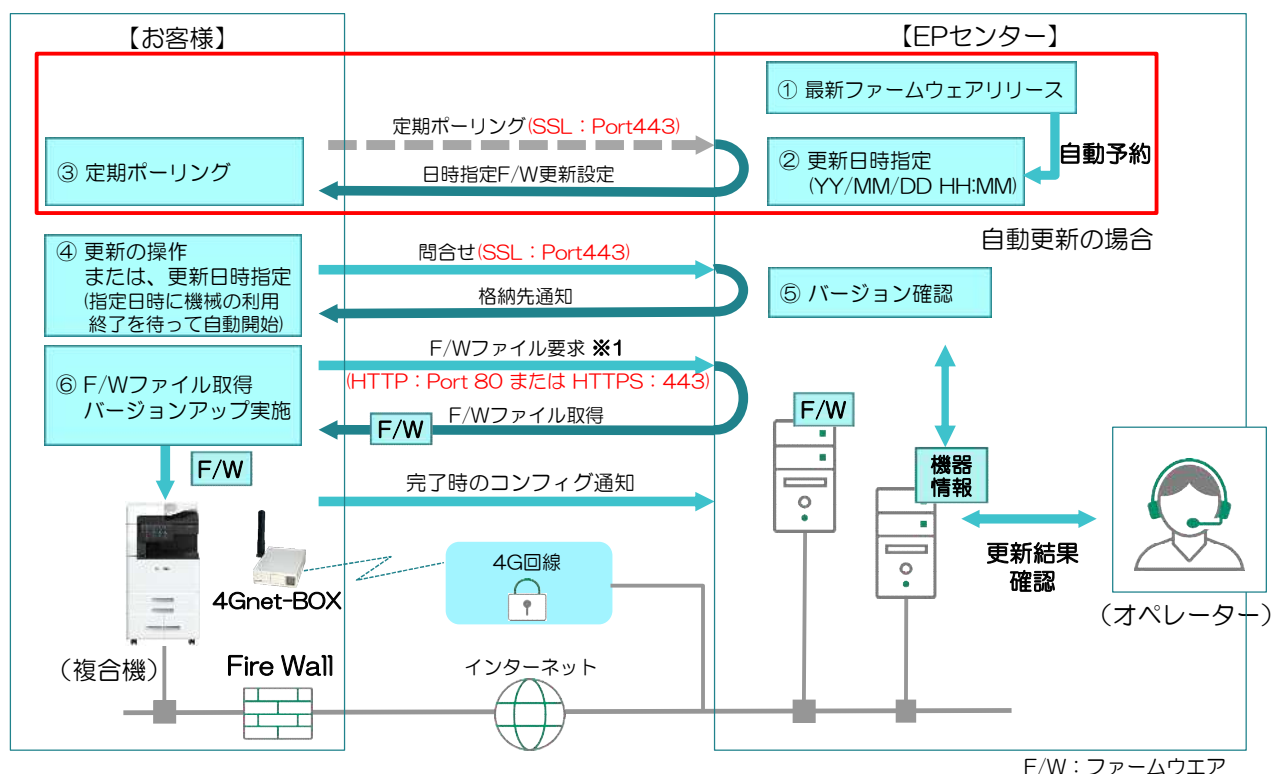 【お客様】
【EPセンター】
① 最新ファームウェアリリース
定期ポーリング(SSL：Port443)
自動予約
③ 定期ポーリング
日時指定F/W更新設定
② 更新日時指定
(YY/MM/DD HH:MM)
自動更新の場合
④ 更新の操作
または、更新日時指定
(指定日時に機械の利用
終了を待って自動開始)
問合せ(SSL：Port443)
格納先通知
⑤ バージョン確認
F/Wファイル要求 ※1
(HTTP：Port 80 または HTTPS：443)
⑥ F/Wファイル取得
バージョンアップ実施
F/Wファイル取得
F/W
F/W
F/W
機器
情報
完了時のコンフィグ通知
更新結果
確認
4G回線
4Gnet-BOX
(オペレーター)
(複合機)
Fire Wall
インターネット
F/W：ファームウエア